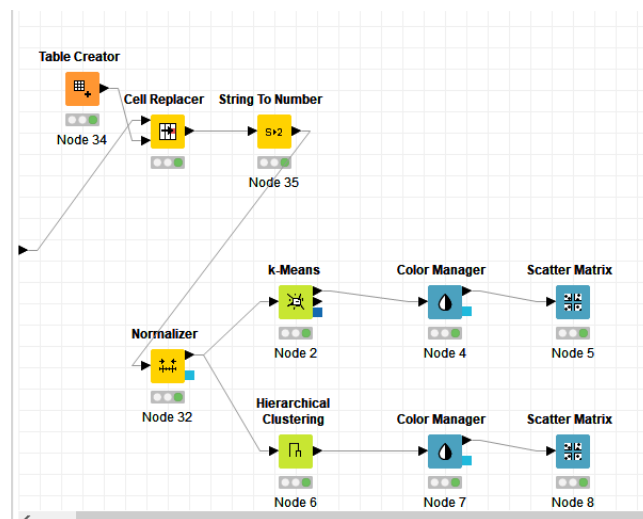 Table Creator
Node 34
Cell Replacer
String To Number
S▸2
Node 35
k-Means
Node 2
Color Manager
Node 4
Scatter Matrix
Node 5
Normalizer
Node 32
Hierarchical
Clustering
Node 6
Color Manager
Node 7
Scatter Matrix
Node 8